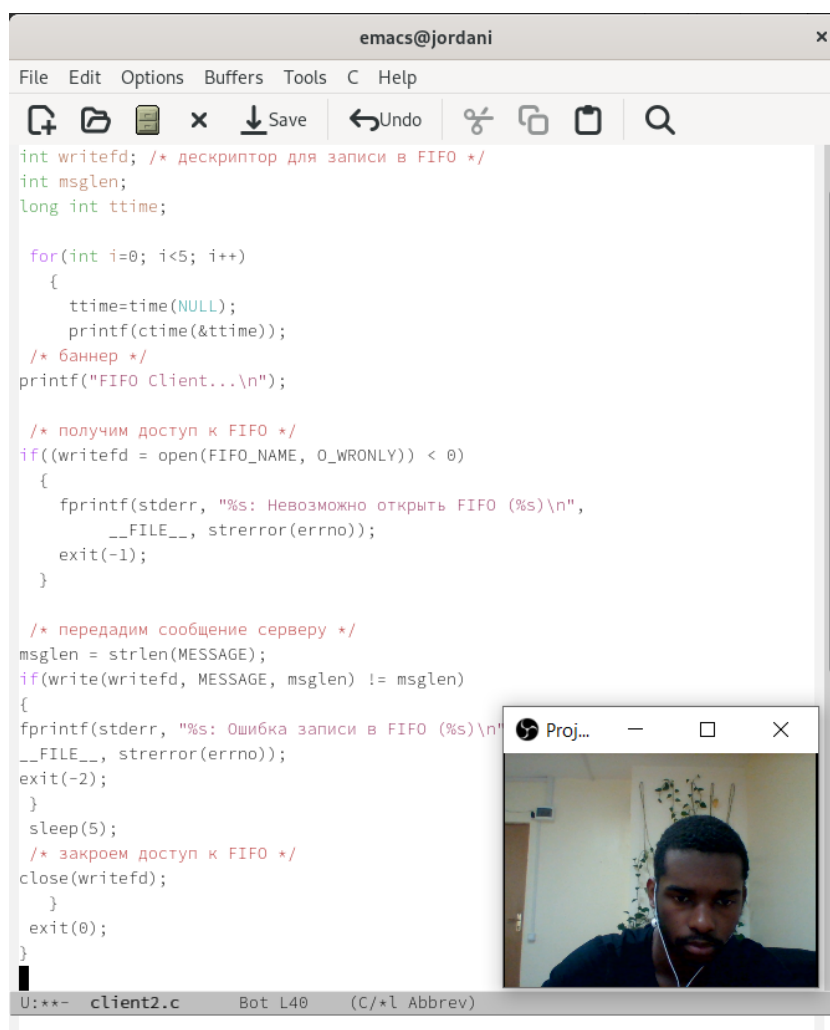 emacs@jordani ×
File Edit Options Buffers Tools C Help
Save Undo
int writefd; /* дескриптор для записи в FIFO */
int msglen;
long int ttime;
for(int i=0; i<5; i++)
{
ttime=time(NULL);
printf(ctime(&ttime));
/* баннер */
printf("FIFO Client...\n");
/* получим доступ к FIFO */
if((writefd = open(FIFO_NAME, O_WRONLY)) < 0)
{
fprintf(stderr, "%s: Невозможно открыть FIFO (%s)\n",
__FILE__, strerror(errno));
exit(-1);
}
/* передадим сообщение серверу */
msglen = strlen(MESSAGE);
if(write(writefd, MESSAGE, msglen) != msglen)
{
fprintf(stderr, "%s: Ошибка записи в FIFO (%s)\n"
__FILE__, strerror(errno));
exit(-2);
}
sleep(5);
/* закроем доступ к FIFO */
close(writefd);
}
exit(0);
}
Proj...
U:**- client2.c Bot L40 (C/*l Abbrev)